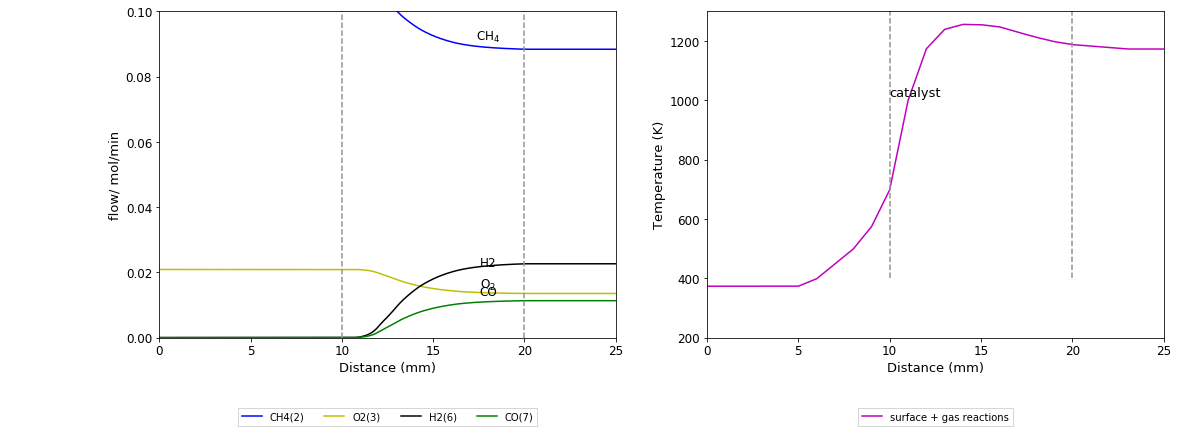 flow/ mol/min
0.10
0.08
0.06
0.04
0.02
0.00
CH4
H2
O2
CO
0 5 10 15 20 25
Distance (mm)
CH4(2) O2(3) H2(6) CO(7)
Temperature (K)
1200
1000
800
600
400
200
catalyst
0 5 10 15 20 25
Distance (mm)
surface + gas reactions